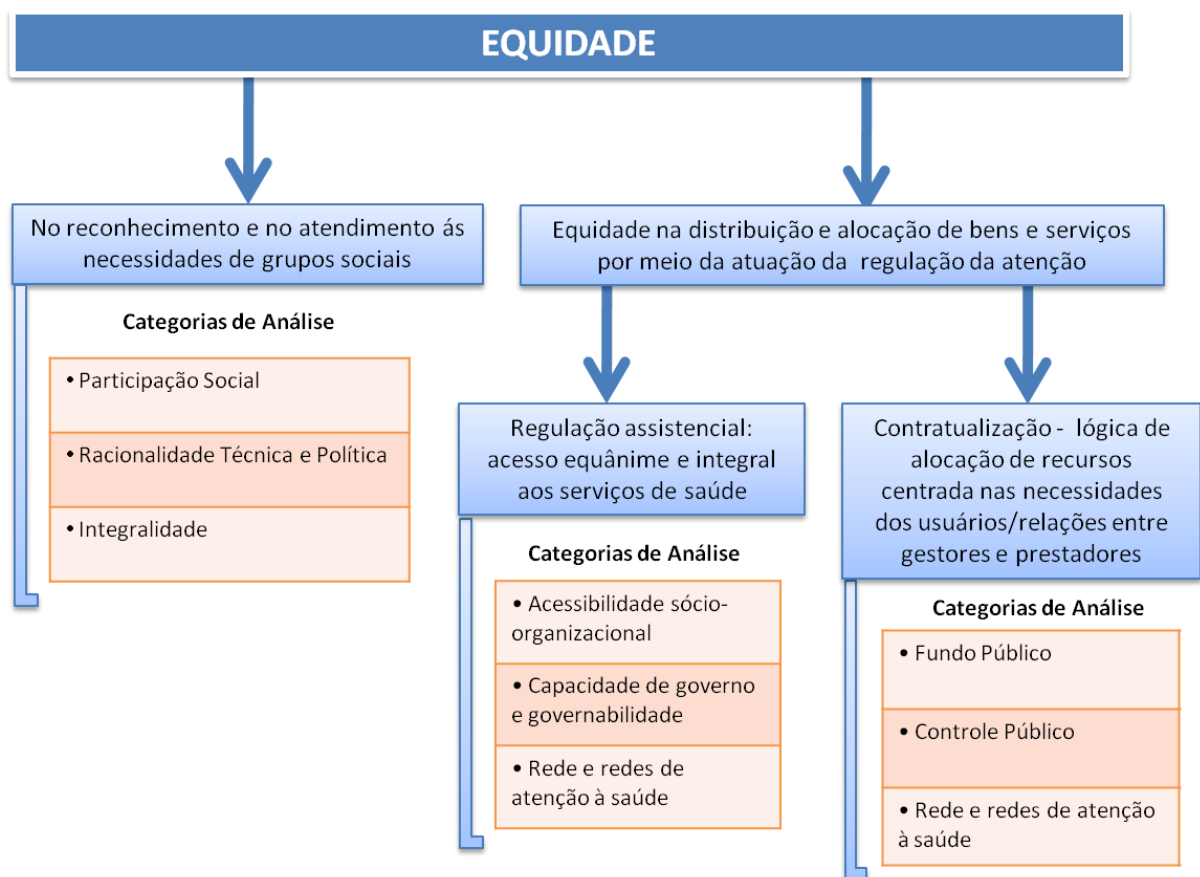 EQUIDADE
No reconhecimento e no atendimento ás
necessidades de grupos sociais
Categorias de Análise
• Participação Social
• Racionalidade Técnica e Política
• Integralidade
Equidade na distribuição e alocação de bens e serviços
por meio da atuação da regulação da atenção
Regulação assistencial:
acesso equânime e integral
aos serviços de saúde
Categorias de Análise
• Acessibilidade sócio-
organizacional
• Capacidade de governo
e governabilidade
• Rede e redes de
atenção à saúde
Contratualização - lógica de
alocação de recursos
centrada nas necessidades
dos usuários/relações entre
gestores e prestadores
Categorias de Análise
• Fundo Público
• Controle Público
• Rede e redes de atenção
à saúde